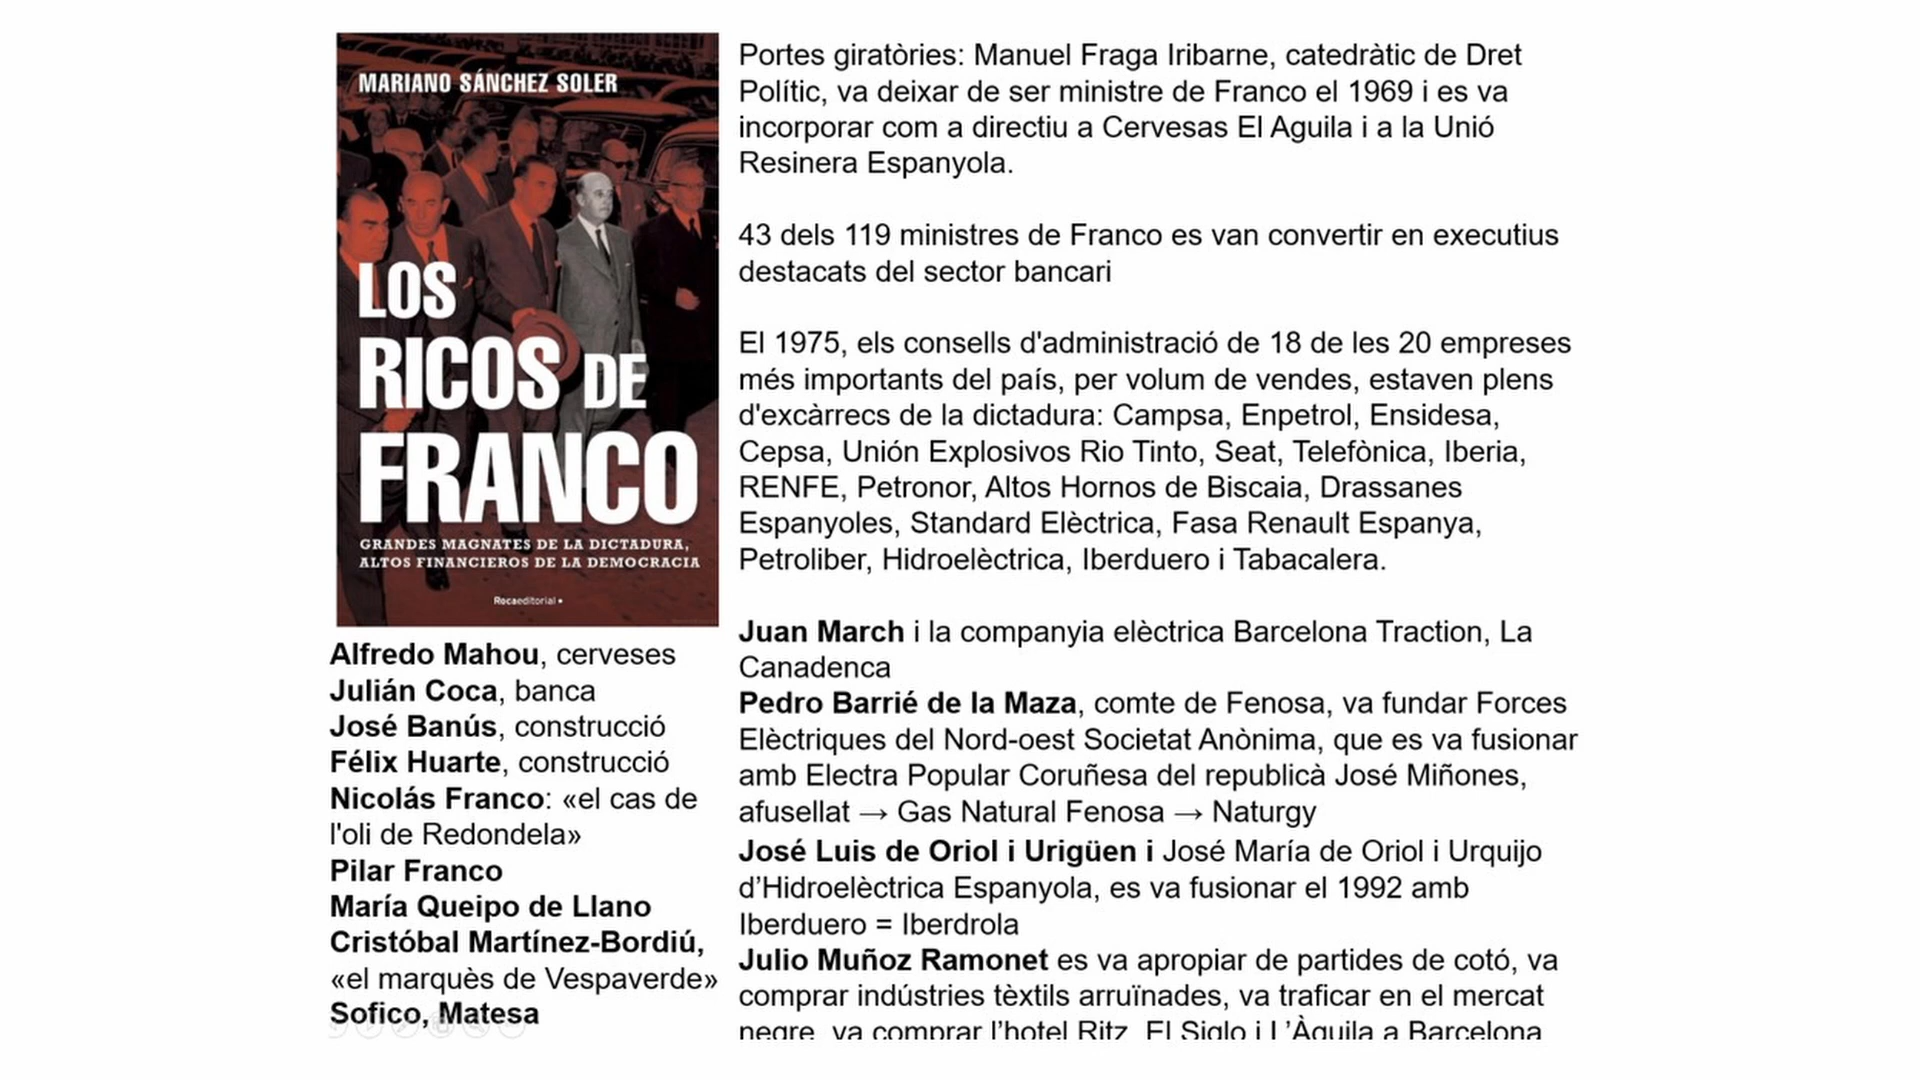 MARIANO SÁNCHEZ SOLER
LOS
RICOS DE
FRANCO
GRANDES MAGNATES DE LA DICTADURA,
ALTOS FINANCIEROS DE LA DEMOCRACIA
Rocaeditorial
Alfredo Mahou, cerveses
Julián Coca, banca
José Banús, construcció
Félix Huarte, construcció
Nicolás Franco: «el cas de
l'oli de Redondela»
Pilar Franco
María Queipo de Llano
Cristóbal Martínez-Bordiú,
«el marquès de Vespaverde»
Sofico, Matesa
Portes giratòries: Manuel Fraga Iribarne, catedràtic de Dret
Polític, va deixar de ser ministre de Franco el 1969 i es va
incorporar com a directiu a Cervesas El Aguila i a la Unió
Resinera Espanyola.
43 dels 119 ministres de Franco es van convertir en executius
destacats del sector bancari
El 1975, els consells d'administració de 18 de les 20 empreses
més importants del país, per volum de vendes, estaven plens
d'excàrrecs de la dictadura: Campsa, Enpetrol, Ensidesa,
Cepsa, Unión Explosivos Rio Tinto, Seat, Telefònica, Iberia,
RENFE, Petronor, Altos Hornos de Biscaia, Drassanes
Espanyoles, Standard Elèctrica, Fasa Renault Espanya,
Petroliber, Hidroelèctrica, Iberduero i Tabacalera.
Juan March i la companyia elèctrica Barcelona Traction, La
Canadenca
Pedro Barrié de la Maza, comte de Fenosa, va fundar Forces
Elèctriques del Nord-oest Societat Anònima, que es va fusionar
amb Electra Popular Coruñesa del republicà José Miñones,
afusellat → Gas Natural Fenosa → Naturgy
José Luis de Oriol i Urigüen i José María de Oriol i Urquijo
d’Hidroelèctrica Espanyola, es va fusionar el 1992 amb
Iberduero = Iberdrola
Julio Muñoz Ramonet es va apropiar de partides de cotó, va
comprar indústries tèxtils arruïnades, va traficar en el mercat
negre, va comprar l’hotel Ritz, El Siglo i L’Àguila a Barcelona